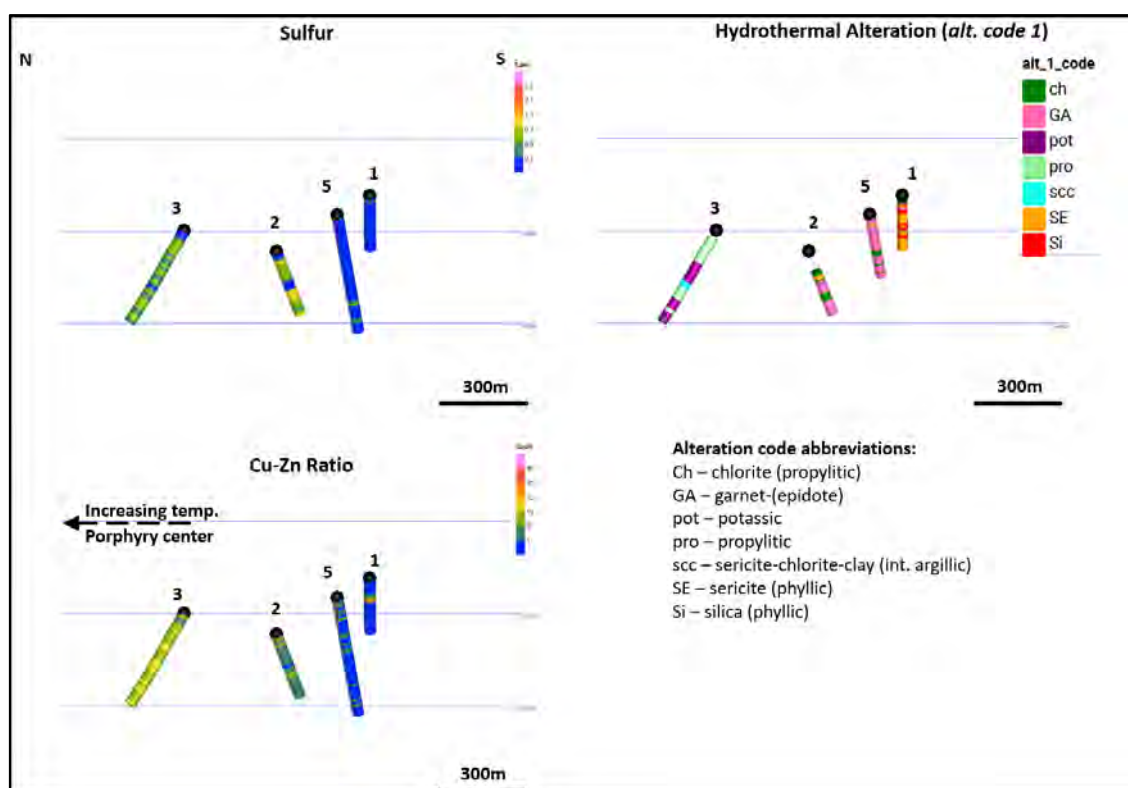 Sulfur
N
S
3
2
5
1
300m
Hydrothermal Alteration (alt. code 1)
alt_1_code
ch
GA
pot
pro
scc
SE
Si
3
2
5
1
300m
Cu-Zn Ratio
Increasing temp.
Porphyry center
3
2
5
1
300m
Alteration code abbreviations:
Ch – chlorite (propylitic)
GA – garnet-(epidote)
pot – potassic
pro – propylitic
scc – sericite-chlorite-clay (int. argillic)
SE – sericite (phyllic)
Si – silica (phyllic)